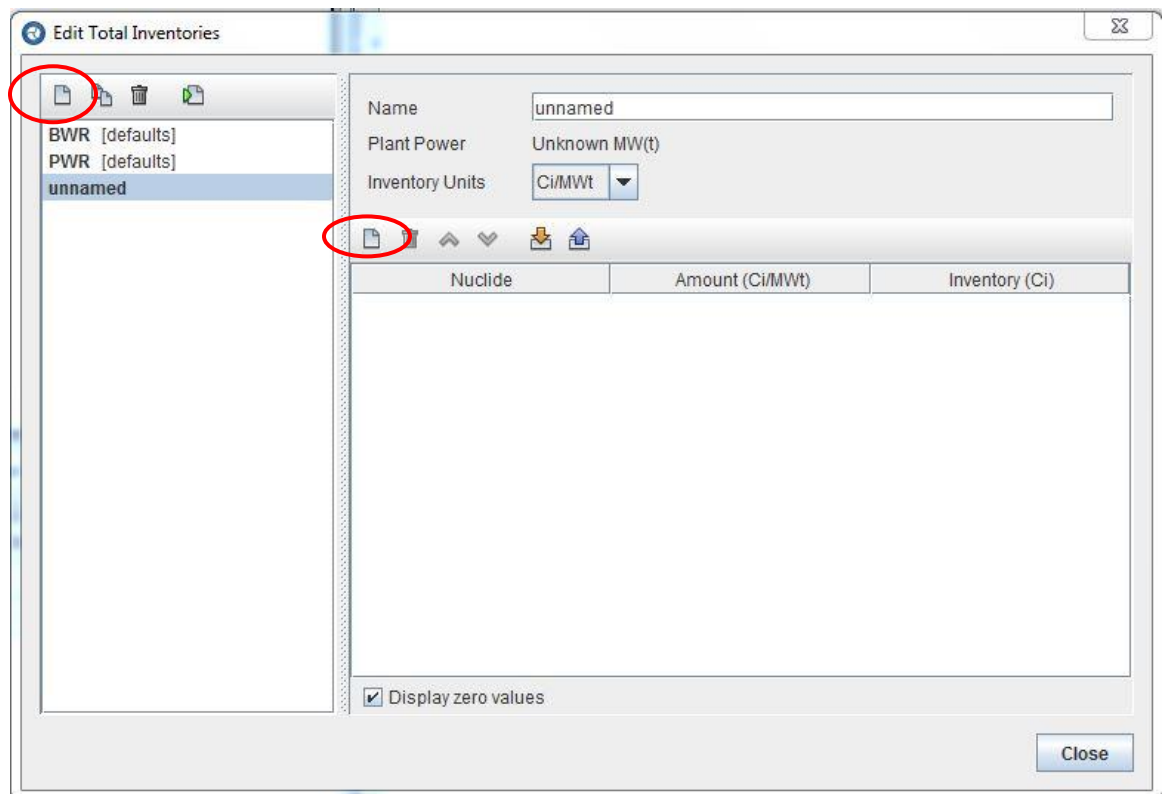 Edit Total Inventories
BWR [defaults]
PWR [defaults]
unnamed
Name unnamed
Plant Power Unknown MW(t)
Inventory Units Ci/MWt
Nuclide Amount (Ci/MWt) Inventory (Ci)
Display zero values
Close